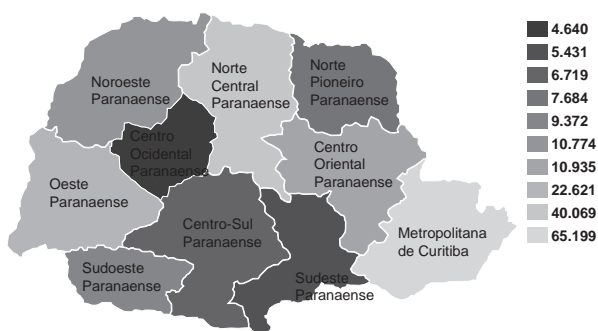 Noroeste
Paranaense
Norte
Central
Paranaense
Norte
Pioneiro
Paranaense
Centro
Ocidental
Paranaense
Centro
Oriental
Paranaense
Oeste
Paranaense
Centro-Sul
Paranaense
Metropolitana
de Curitiba
Sudoeste
Paranaense
Sudeste
Paranaense
4.640
5.431
6.719
7.684
9.372
10.774
10.935
22.621
40.069
65.199